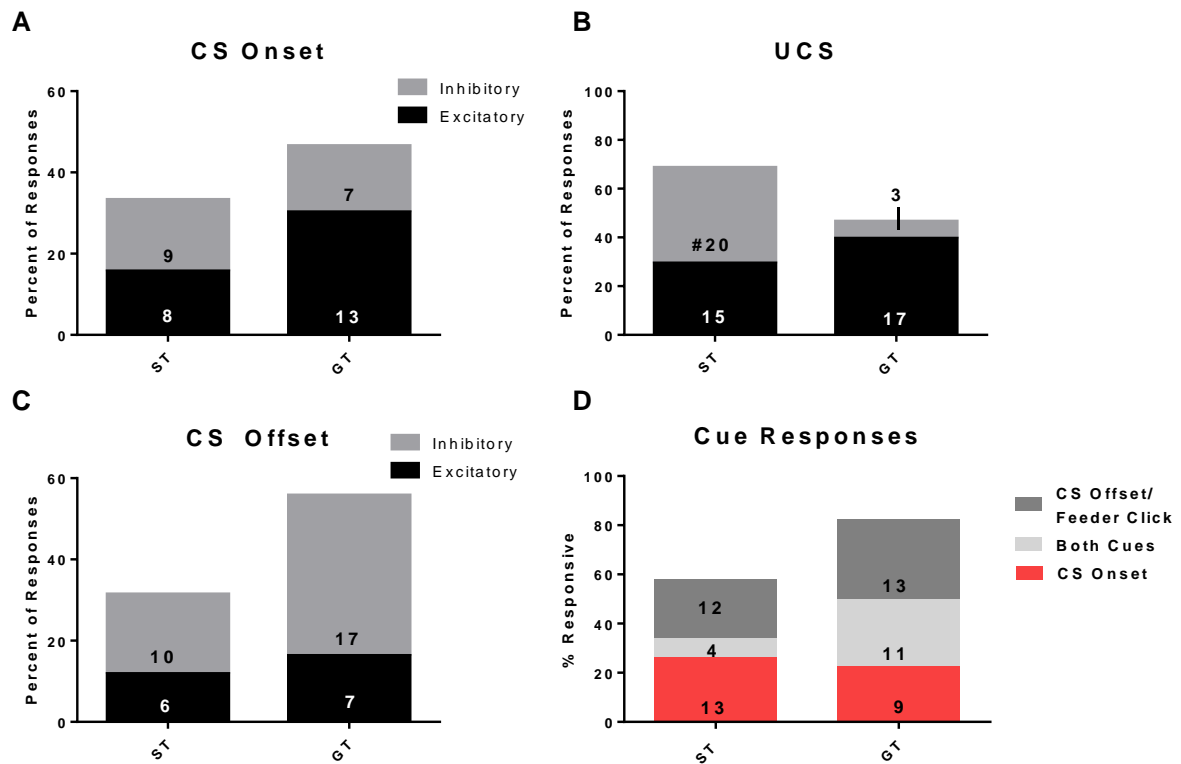 A
CS Onset
Inhibitory
Excitatory
Percent of Responses
60
40
20
0
9
8
7
13
ST
GT
B
UCS
Percent of Responses
100
80
60
40
20
0
#20
15
3
17
ST
GT
C
CS Offset
Inhibitory
Excitatory
Percent of Responses
60
40
20
0
10
6
17
7
ST
GT
D
Cue Responses
% Responsive
100
80
60
40
20
0
12
4
13
13
11
9
ST
GT
CS Offset/
Feeder Click
Both Cues
CS Onset